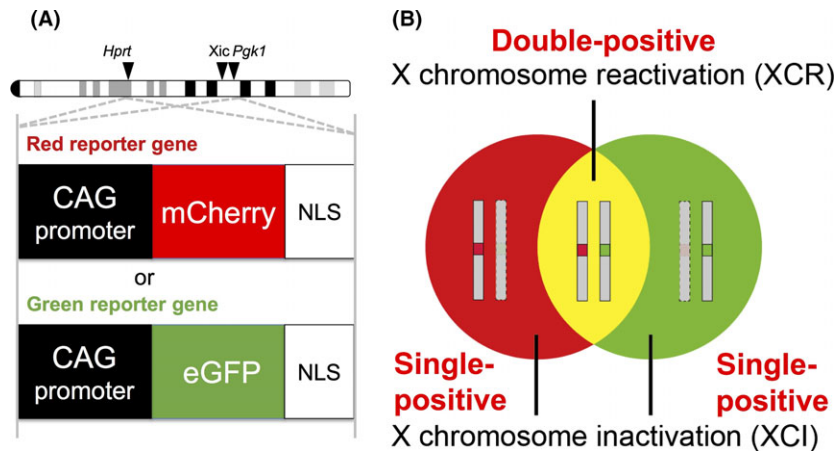 (A)
Hprt Xic Pgk1
Red reporter gene
CAG
promoter
mCherry
NLS
or
Green reporter gene
CAG
promoter
eGFP
NLS
(B)
Double-positive
X chromosome reactivation (XCR)
Single-
positive
Single-
positive
X chromosome inactivation (XCI)